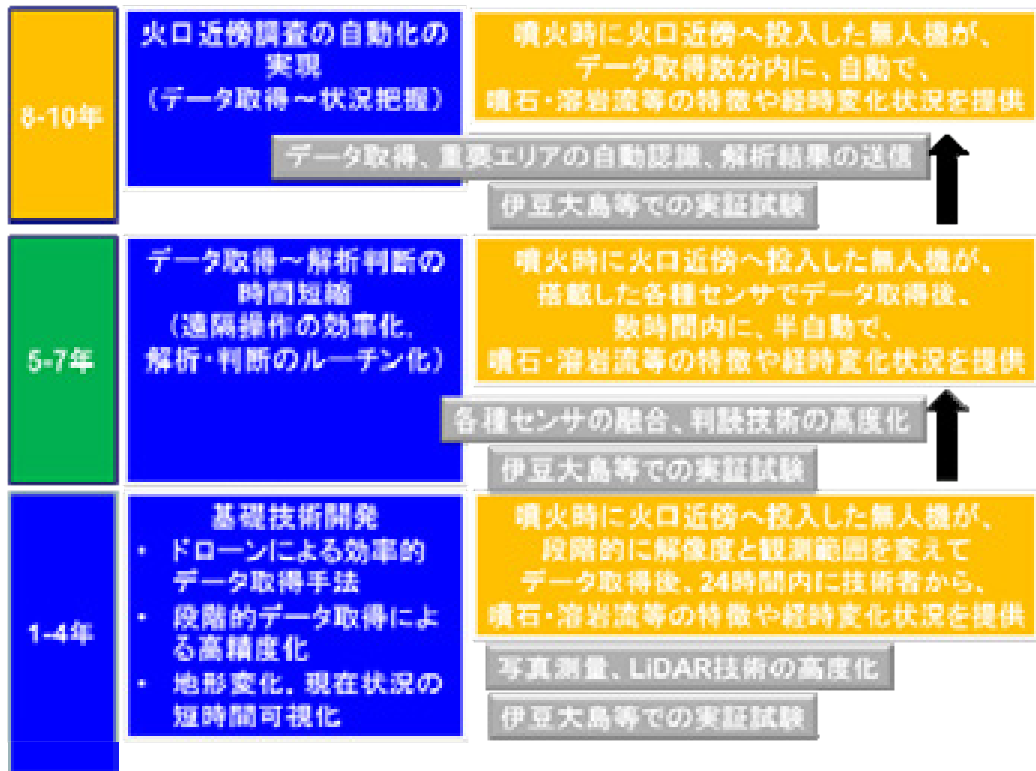 8-10年
火口近傍調査の自動化の
実現
（データ取得～状況把握）
噴火時に火口近傍へ投入した無人機が、
データ取得数分内に、自動で、
噴石・溶岩流等の特徴や経時変化状況を提供
データ取得、重要エリアの自動認識、解析結果の送信
伊豆大島等での実証試験
5-7年
データ取得～解析判断の
時間短縮
（遠隔操作の効率化，
解析・判断のルーチン化）
噴火時に火口近傍へ投入した無人機が、
搭載した各種センサでデータ取得後、
数時間内に、半自動で、
噴石・溶岩流等の特徴や経時変化状況を提供
各種センサの融合、判読技術の高度化
伊豆大島等での実証試験
1-4年
基礎技術開発
• ドローンによる効率的
データ取得手法
• 段階的データ取得によ
る高精度化
• 地形変化，現在状況の
短時間可視化
噴火時に火口近傍へ投入した無人機が、
段階的に解像度と観測範囲を変えて
データ取得後、24時間内に技術者から、
噴石・溶岩流等の特徴や経時変化状況を提供
写真測量、LiDAR技術の高度化
伊豆大島等での実証試験